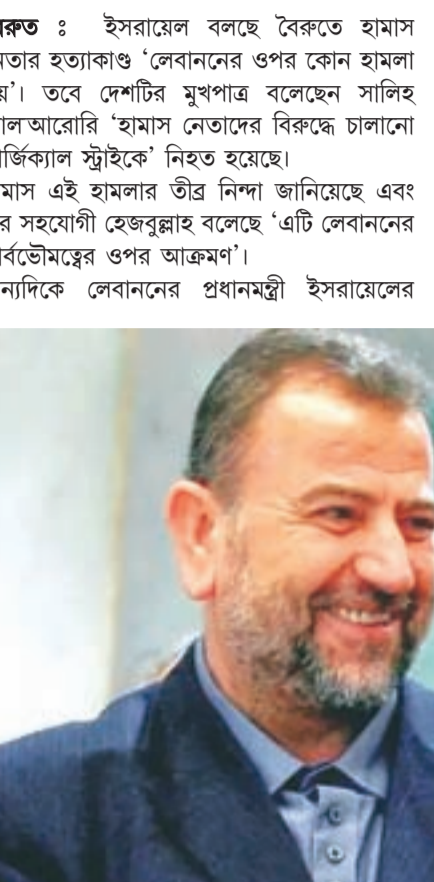 রুত : ইসরায়েল বলছে বৈরুতে হামাস
তার হত্যাকাণ্ড ‘লেবাননের ওপর কোন হামলা
য়’। তবে দেশটির মুখপাত্র বলেছেন সালিহ
াল আরোরি ‘হামাস নেতাদের বিরুদ্ধে চালানো
ার্জিক্যাল স্ট্রাইকে’ নিহত হয়েছে।
মাস এই হামলার তীব্র নিন্দা জানিয়েছে এবং
র সহযোগী হেজবুল্লাহ বলেছে ‘এটি লেবাননের
ার্বভৌমত্বের ওপর আক্রমণ’।
ন্যদিকে লেবাননের প্রধানমন্ত্রী ইসরায়েলের